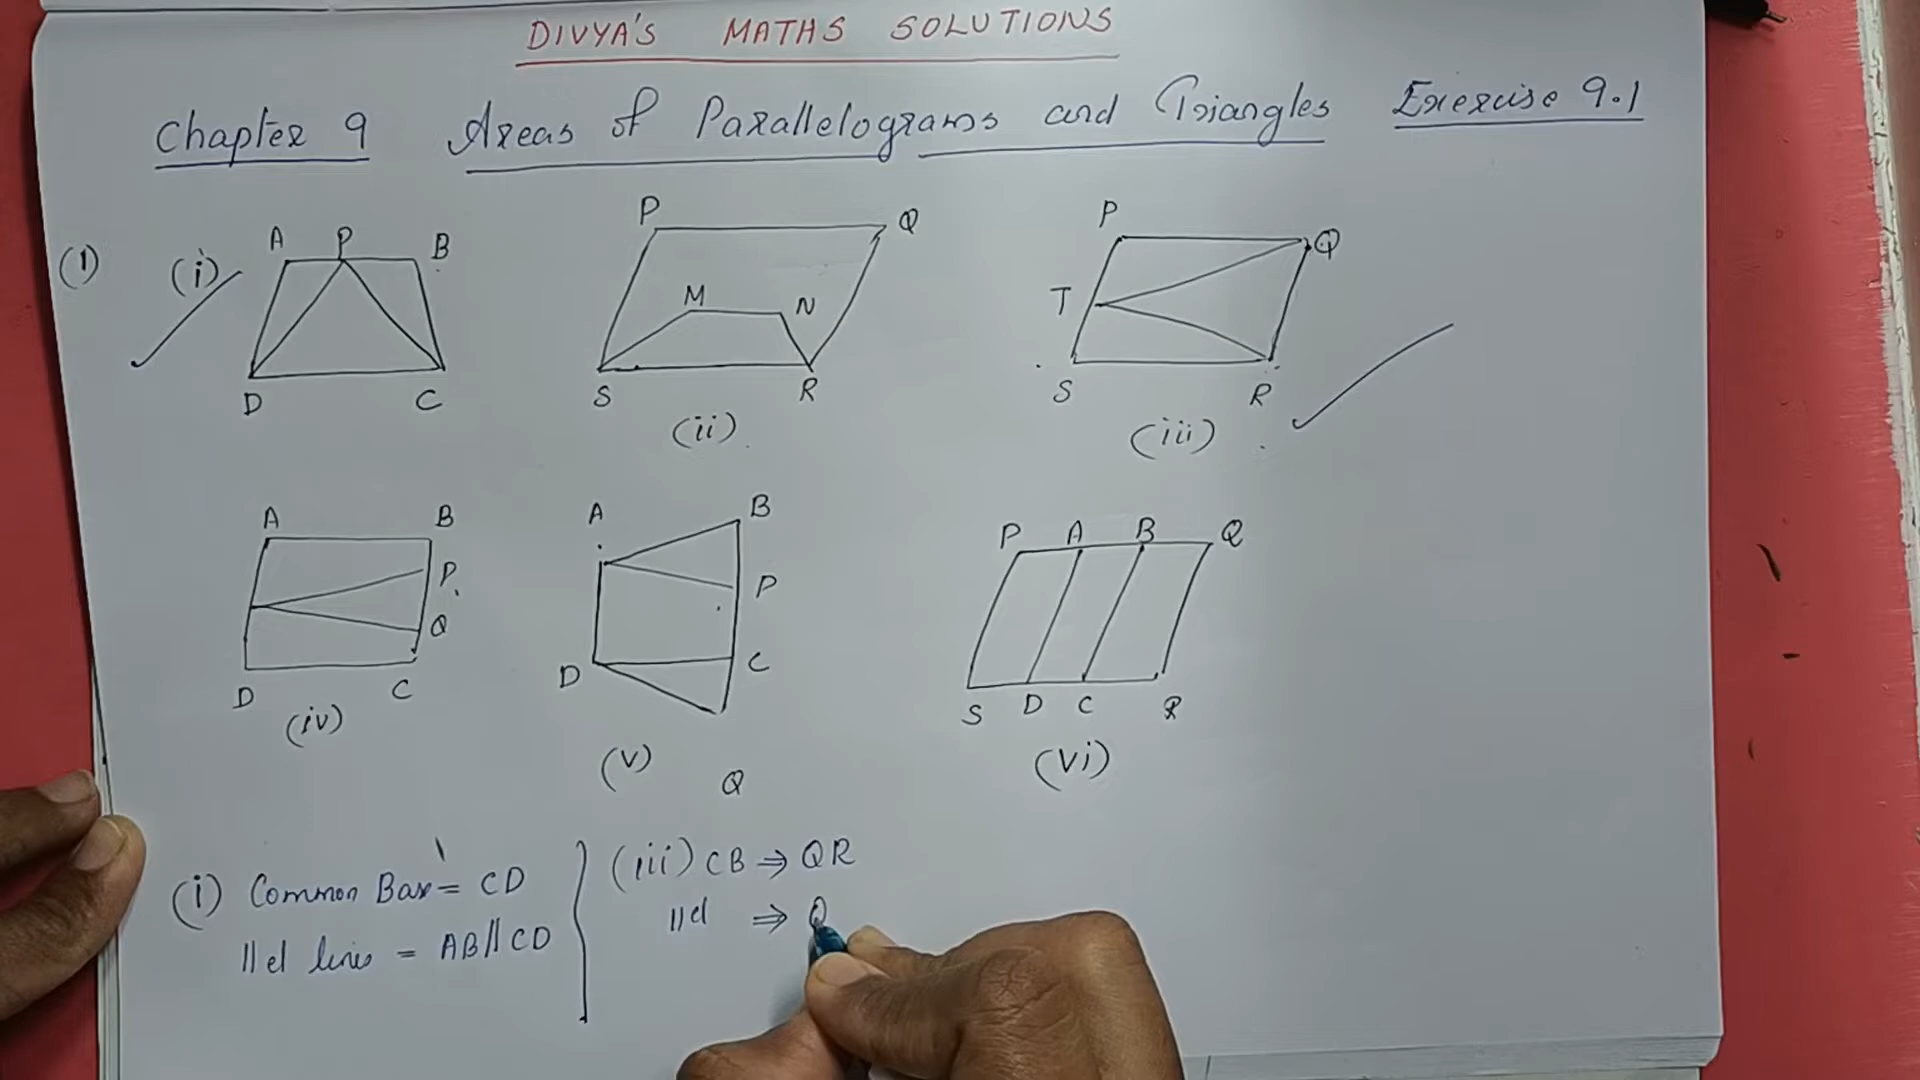 DIVYA'S MATHS SOLUTIONS
Chapter 9 Areas of Parallelograms and Triangles Exercise 9.1
(1) (i) A P B
D C
P Q
M N
S R
(ii)
P Q
T
S R
(iii)
A B
P
Q
D C
(iv)
A B
P
D C
(v) Q
P A B Q
S D C R
(vi)
(i) Common Base = CD
||el lines = AB||CD
(iii) CB ⇒ QR
||el ⇒ Q